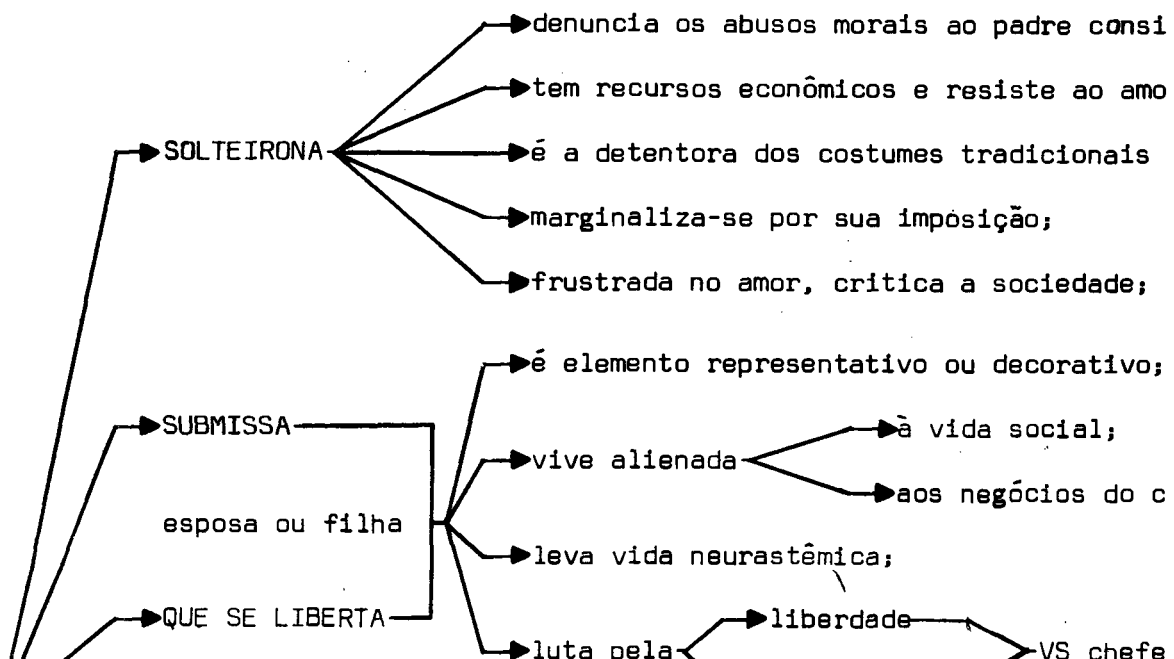 denuncia os abusos morais ao padre consi
tem recursos econômicos e resiste ao amo
SOLTEIRONA
é a detentora dos costumes tradicionais
marginaliza-se por sua imposição;
frustrada no amor, critica a sociedade;
é elemento representativo ou decorativo;
SUBMISSA
à vida social;
vive alienada
aos negócios do c
esposa ou filha
leva vida neurastêmica;
QUE SE LIBERTA
liberdade
luta pela
VS chefe